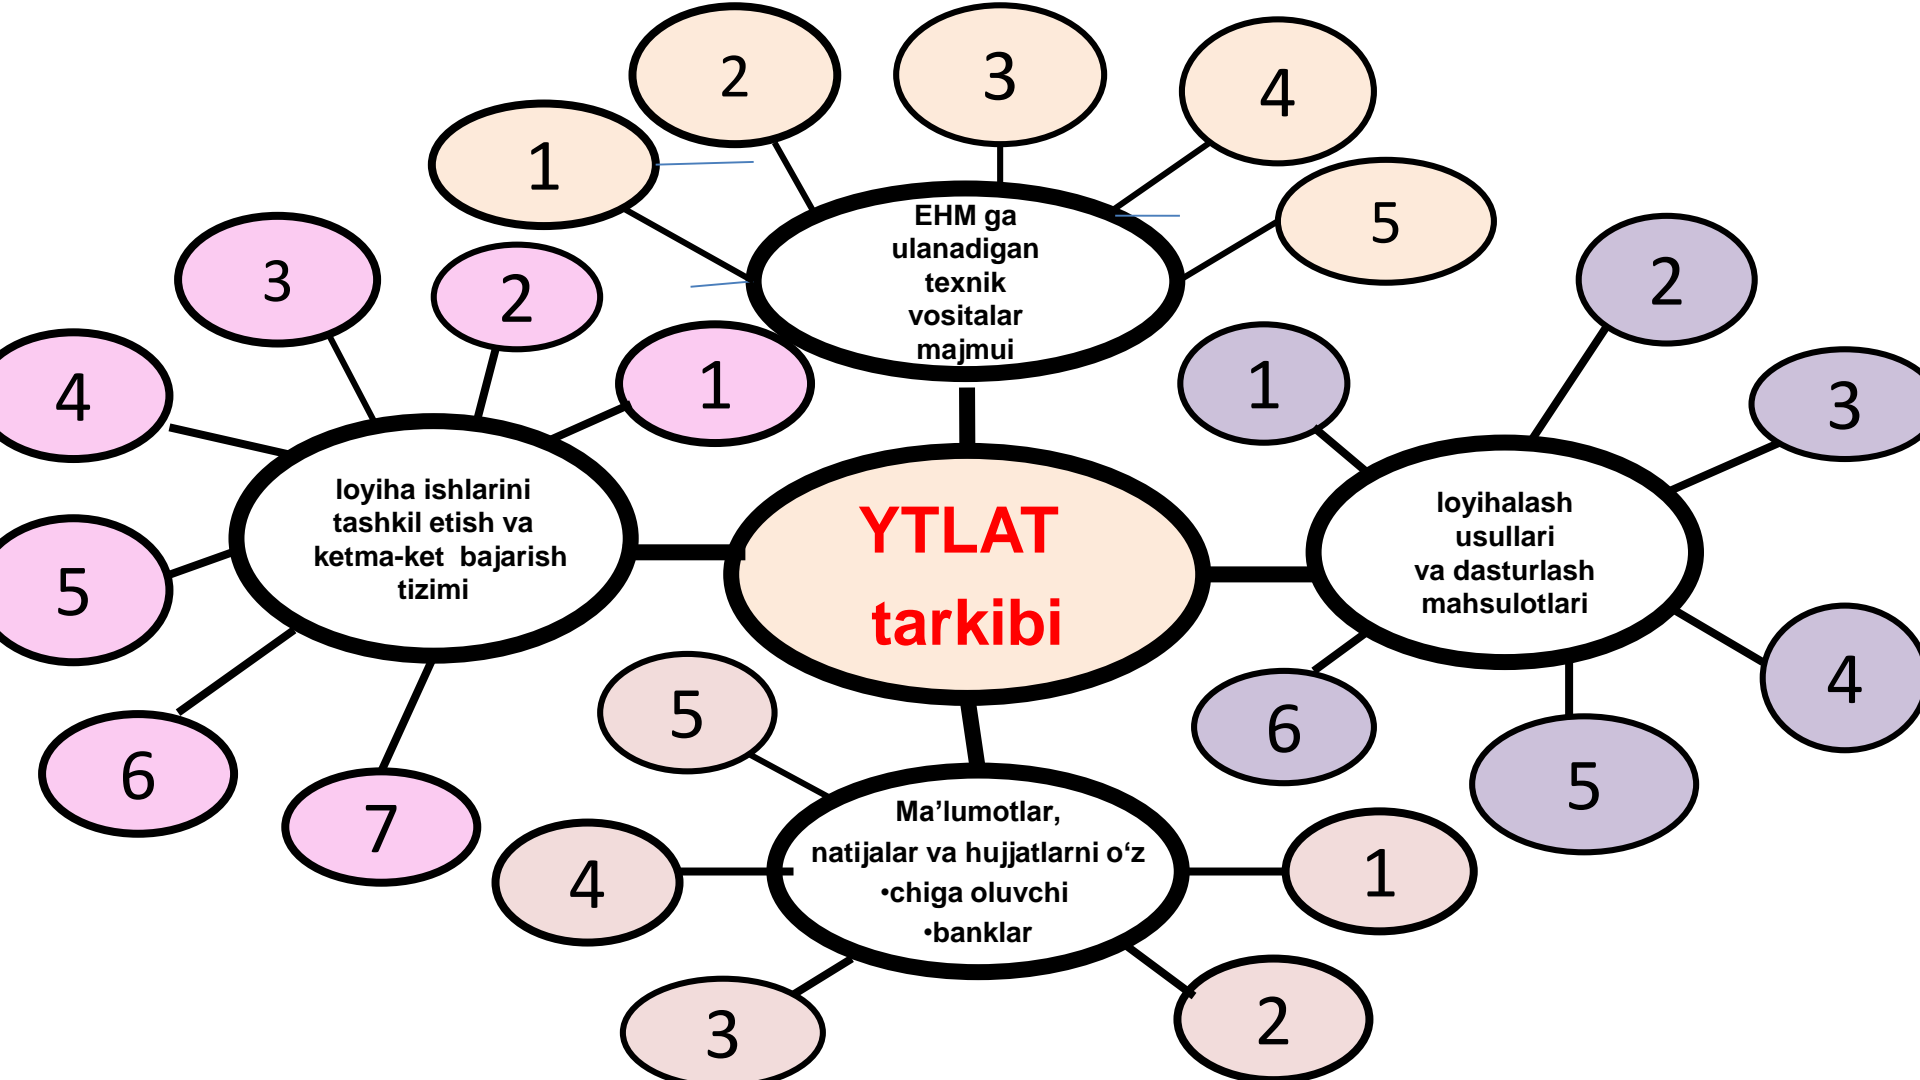 2
3
4
1
5
EHM ga
ulanadigan
texnik
vositalar
majmui
3
2
1
4
5
6
7
loyiha ishlarini
tashkil etish va
ketma-ket bajarish
tizimi
YTLAT
tarkibi
1
2
3
4
5
6
loyihalash
usullari
va dasturlash
mahsulotlari
5
4
3
2
1
Ma’lumotlar,
natijalar va hujjatlarni o‘z
•chiga oluvchi
•banklar